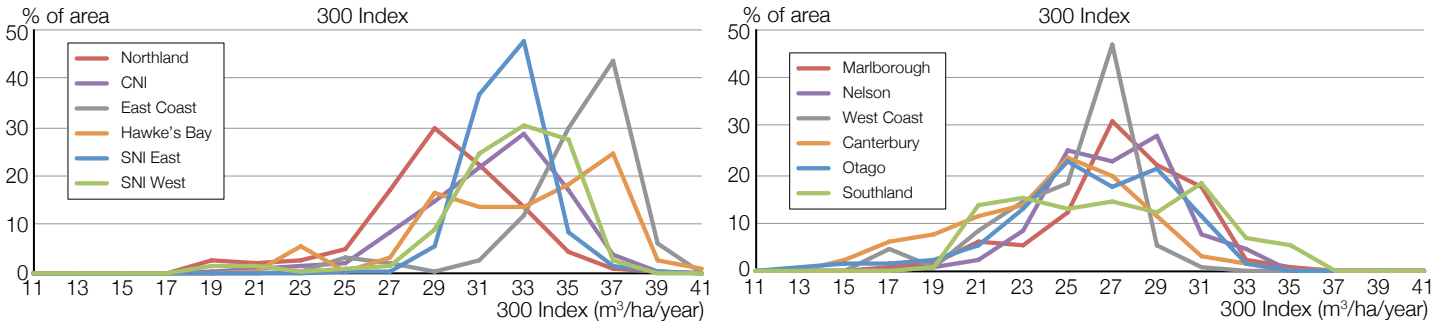 % of area 300 Index
50
40
30
20
10
0
Northland
CNI
East Coast
Hawke's Bay
SNI East
SNI West
11 13 15 17 19 21 23 25 27 29 31 33 35 37 39 41
300 Index (m³/ha/year)
% of area 300 Index
50
40
30
20
10
0
Marlborough
Nelson
West Coast
Canterbury
Otago
Southland
11 13 15 17 19 21 23 25 27 29 31 33 35 37 39 41
300 Index (m³/ha/year)